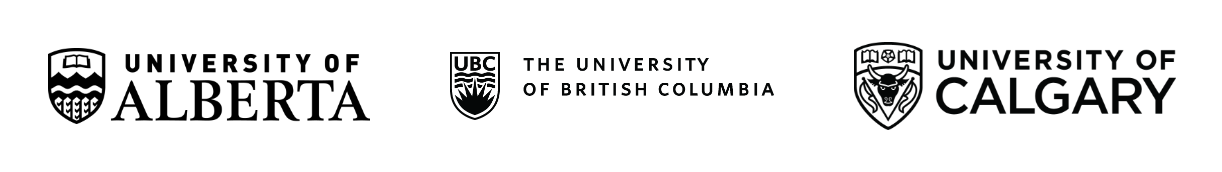 UNIVERSITY OF
ALBERTA
UBC
THE UNIVERSITY
OF BRITISH COLUMBIA
UNIVERSITY OF
CALGARY